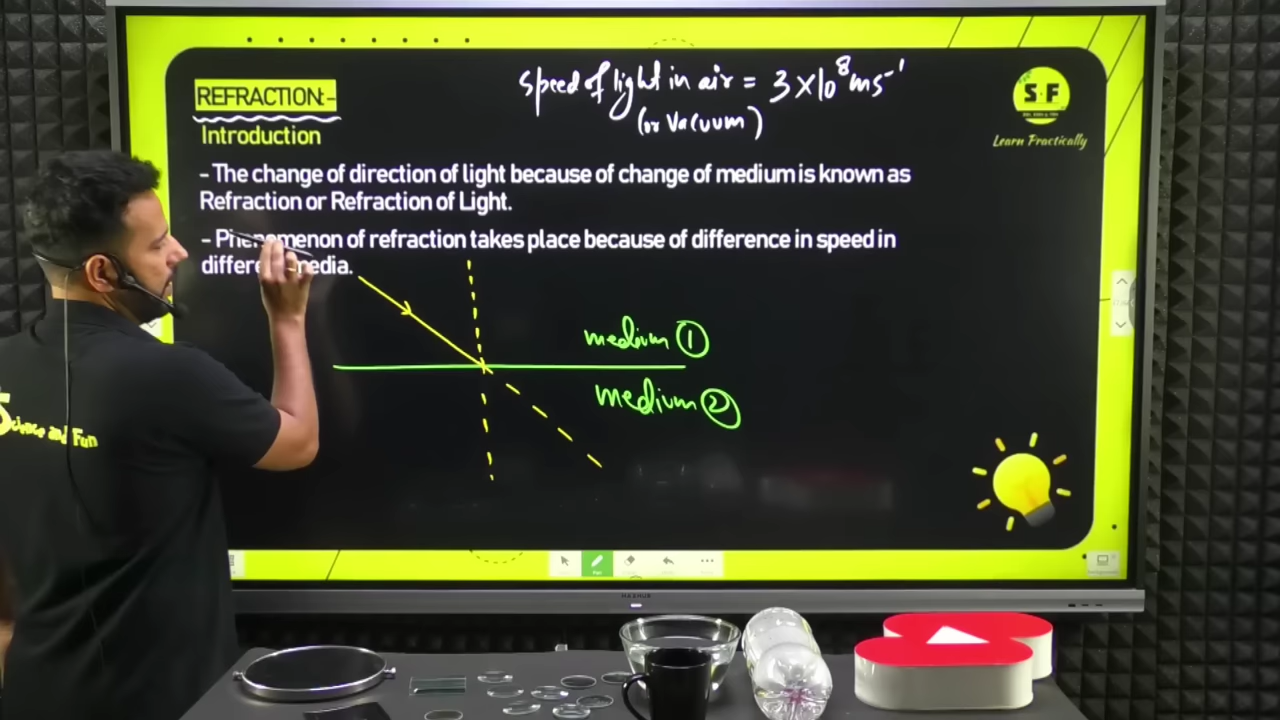 Speed of light in air = 3×10⁸ ms⁻¹
(or Vacuum)
REFRACTION:-
Introduction
S F
Learn Practically
- The change of direction of light because of change of medium is known as
Refraction or Refraction of Light.
- Phenomenon of refraction takes place because of difference in speed in
media.
medium ①
medium ②
Science and Fun
MAXHUB